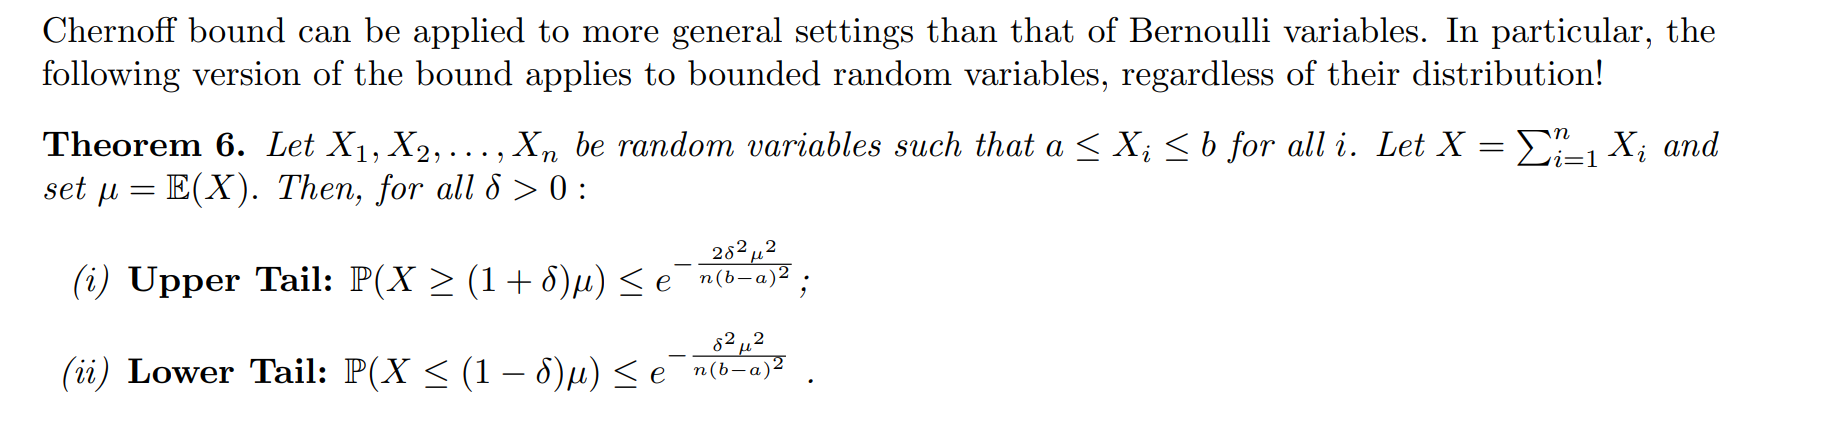 Chernoff bound can be applied to more general settings than that of Bernoulli variables. In particular, the
following version of the bound applies to bounded random variables, regardless of their distribution!
Theorem 6. Let $X_1, X_2, \ldots, X_n$ be random variables such that $a \leq X_i \leq b$ for all $i$. Let $X = \sum_{i=1}^{n} X_i$ and
set $\mu = \mathbb{E}(X)$. Then, for all $\delta > 0$ :
(i) Upper Tail: $\mathbb{P}(X \geq (1 + \delta)\mu) \leq e^{-\frac{2\delta^2\mu^2}{n(b-a)^2}}$ ;
(ii) Lower Tail: $\mathbb{P}(X \leq (1 - \delta)\mu) \leq e^{-\frac{\delta^2\mu^2}{n(b-a)^2}}$ .